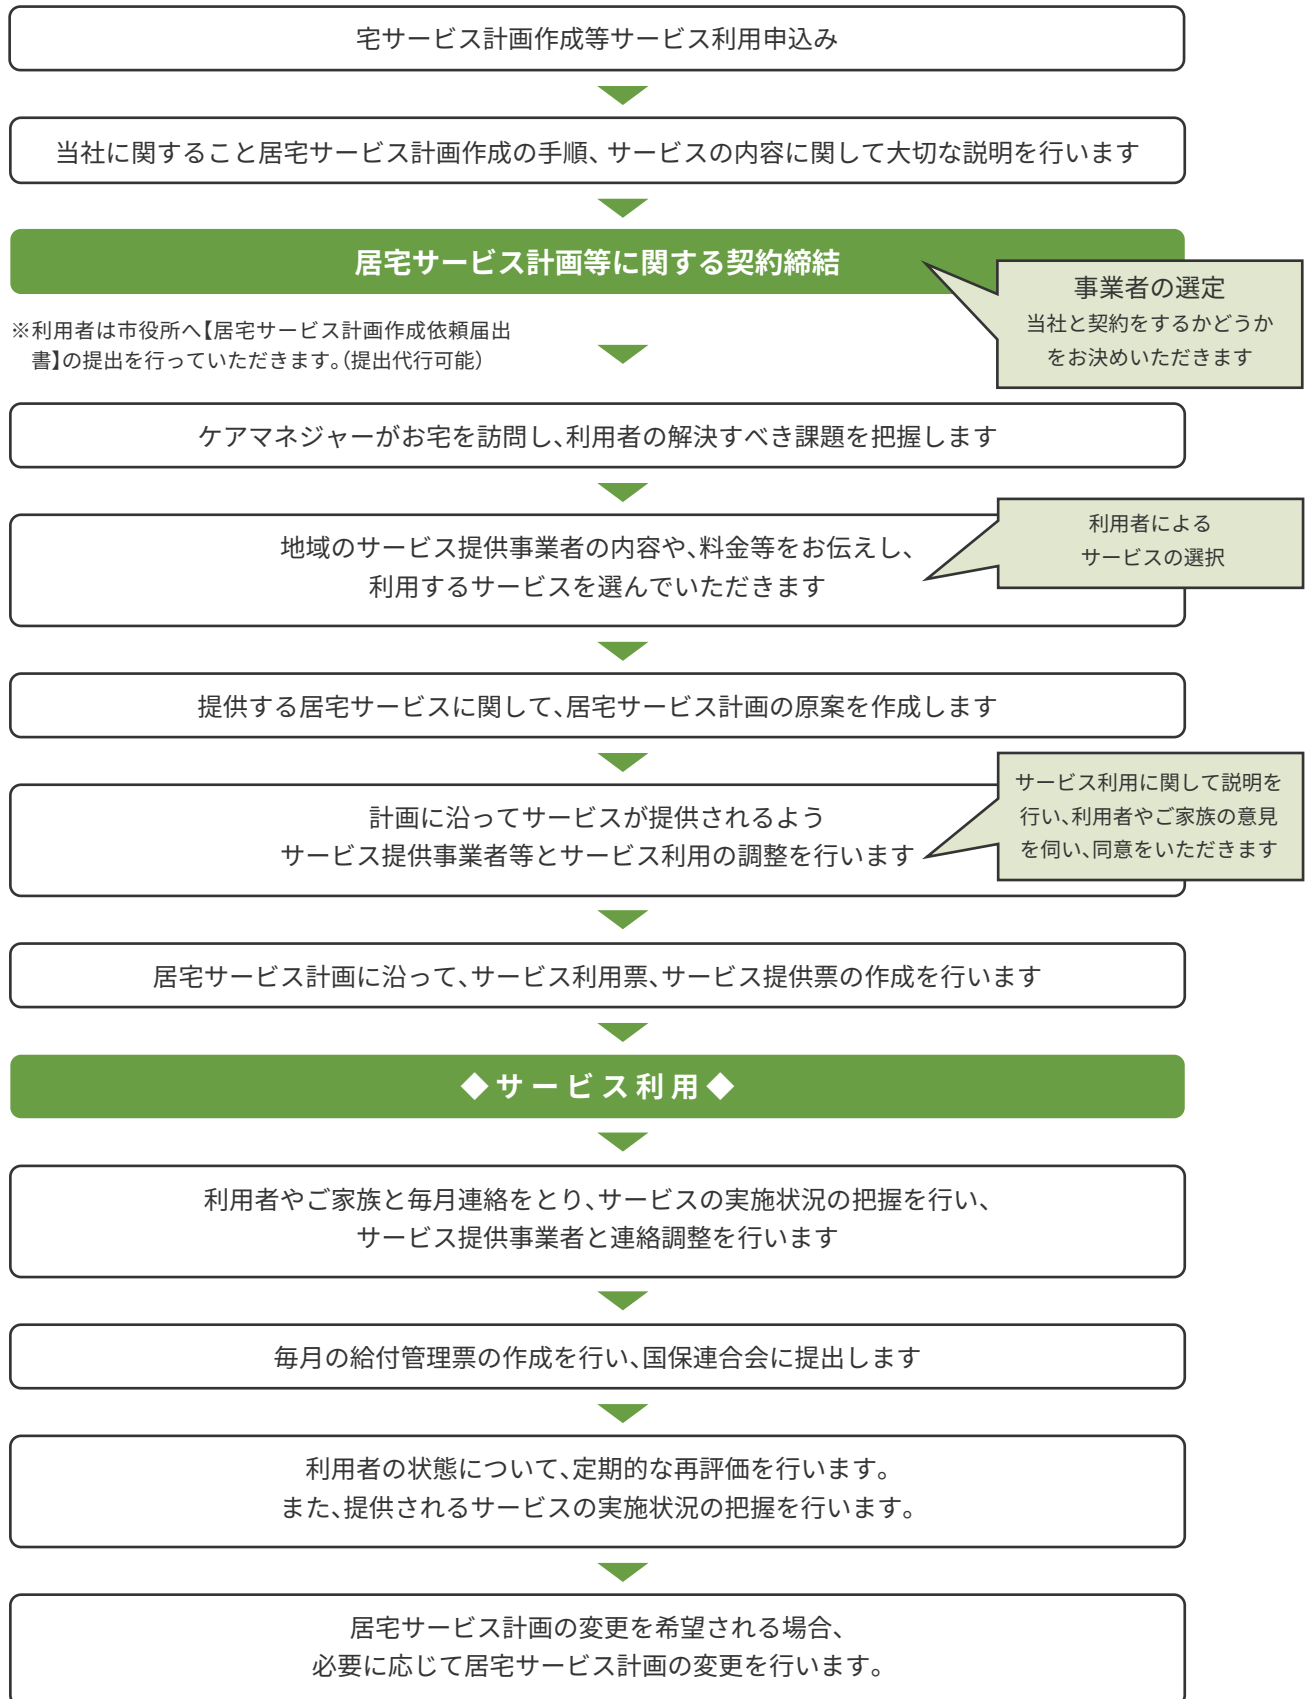 宅サービス計画作成等サービス利用申込み
当社に関すること居宅サービス計画作成の手順、サービスの内容に関して大切な説明を行います
居宅サービス計画等に関する契約締結
事業者の選定
当社と契約をするかどうか
をお決めいただきます
※利用者は市役所へ【居宅サービス計画作成依頼届出
書】の提出を行っていただきます。（提出代行可能）
ケアマネジャーがお宅を訪問し、利用者の解決すべき課題を把握します
地域のサービス提供事業者の内容や、料金等をお伝えし、
利用するサービスを選んでいただきます
利用者による
サービスの選択
提供する居宅サービスに関して、居宅サービス計画の原案を作成します
計画に沿ってサービスが提供されるよう
サービス提供事業者等とサービス利用の調整を行います
サービス利用に関して説明を
行い、利用者やご家族の意見
を伺い、同意をいただきます
居宅サービス計画に沿って、サービス利用票、サービス提供票の作成を行います
◆サービス利用◆
利用者やご家族と毎月連絡をとり、サービスの実施状況の把握を行い、
サービス提供事業者と連絡調整を行います
毎月の給付管理票の作成を行い、国保連合会に提出します
利用者の状態について、定期的な再評価を行います。
また、提供されるサービスの実施状況の把握を行います。
居宅サービス計画の変更を希望される場合、
必要に応じて居宅サービス計画の変更を行います。